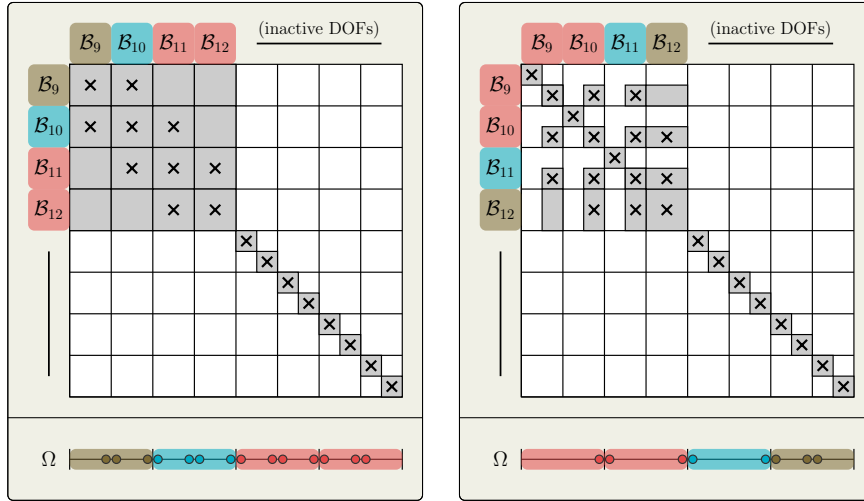 (inactive DOFs)
ℬ₉ ℬ₁₀ ℬ₁₁ ℬ₁₂
ℬ₉
ℬ₁₀
ℬ₁₁
ℬ₁₂
Ω
(inactive DOFs)
ℬ₉ ℬ₁₀ ℬ₁₁ ℬ₁₂
ℬ₉
ℬ₁₀
ℬ₁₁
ℬ₁₂
Ω